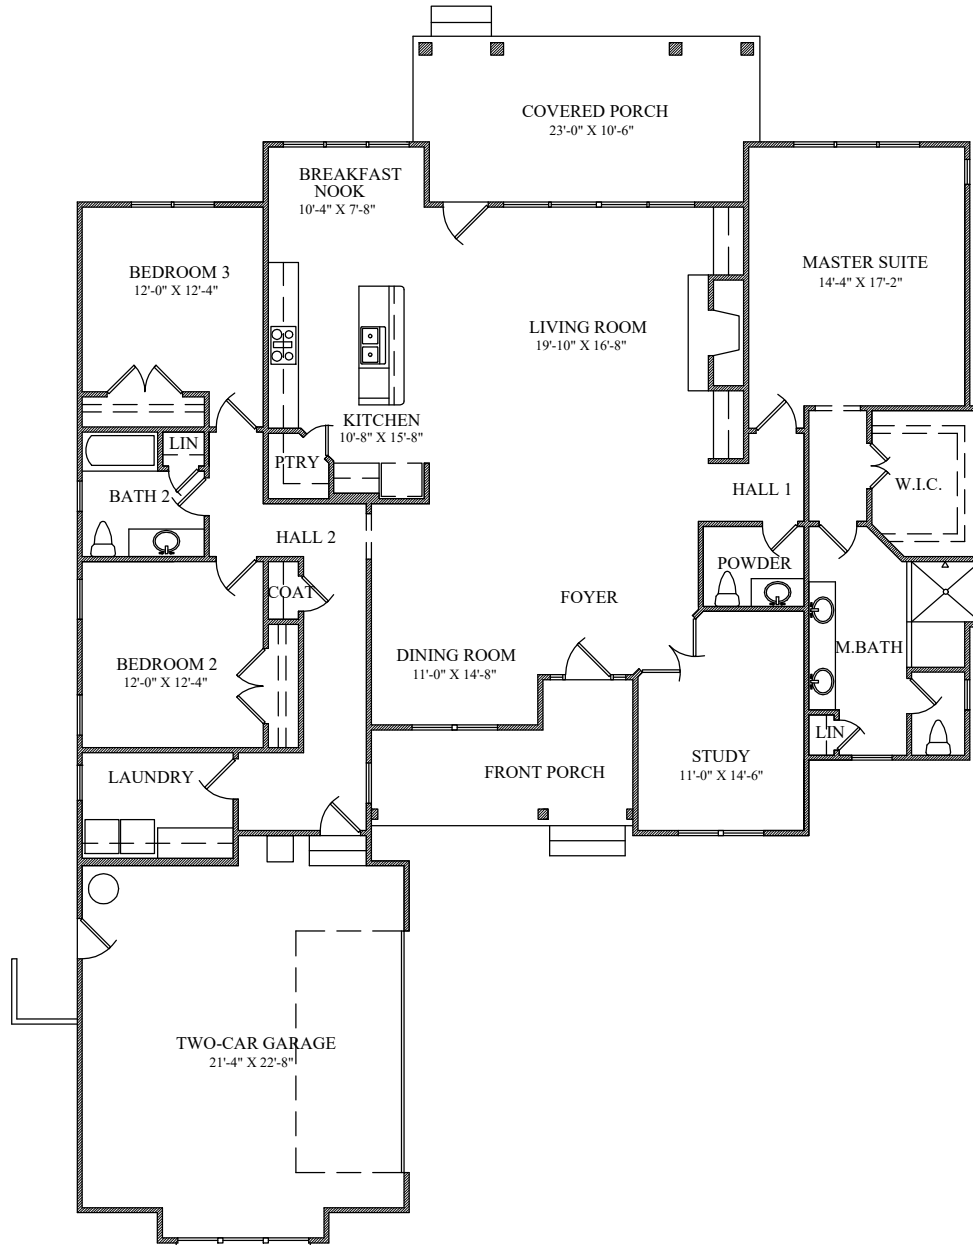 COVERED PORCH
23'-0" X 10'-6"
BREAKFAST
NOOK
10'-4" X 7'-8"
BEDROOM 3
12'-0" X 12'-4"
MASTER SUITE
14'-4" X 17'-2"
LIVING ROOM
19'-10" X 16'-8"
KITCHEN
10'-8" X 15'-8"
LIN
PTRY
BATH 2
HALL 1
W.I.C.
HALL 2
POWDER
COAT
FOYER
BEDROOM 2
12'-0" X 12'-4"
DINING ROOM
11'-0" X 14'-8"
M.BATH
LIN
STUDY
11'-0" X 14'-6"
LAUNDRY
FRONT PORCH
TWO-CAR GARAGE
21'-4" X 22'-8"